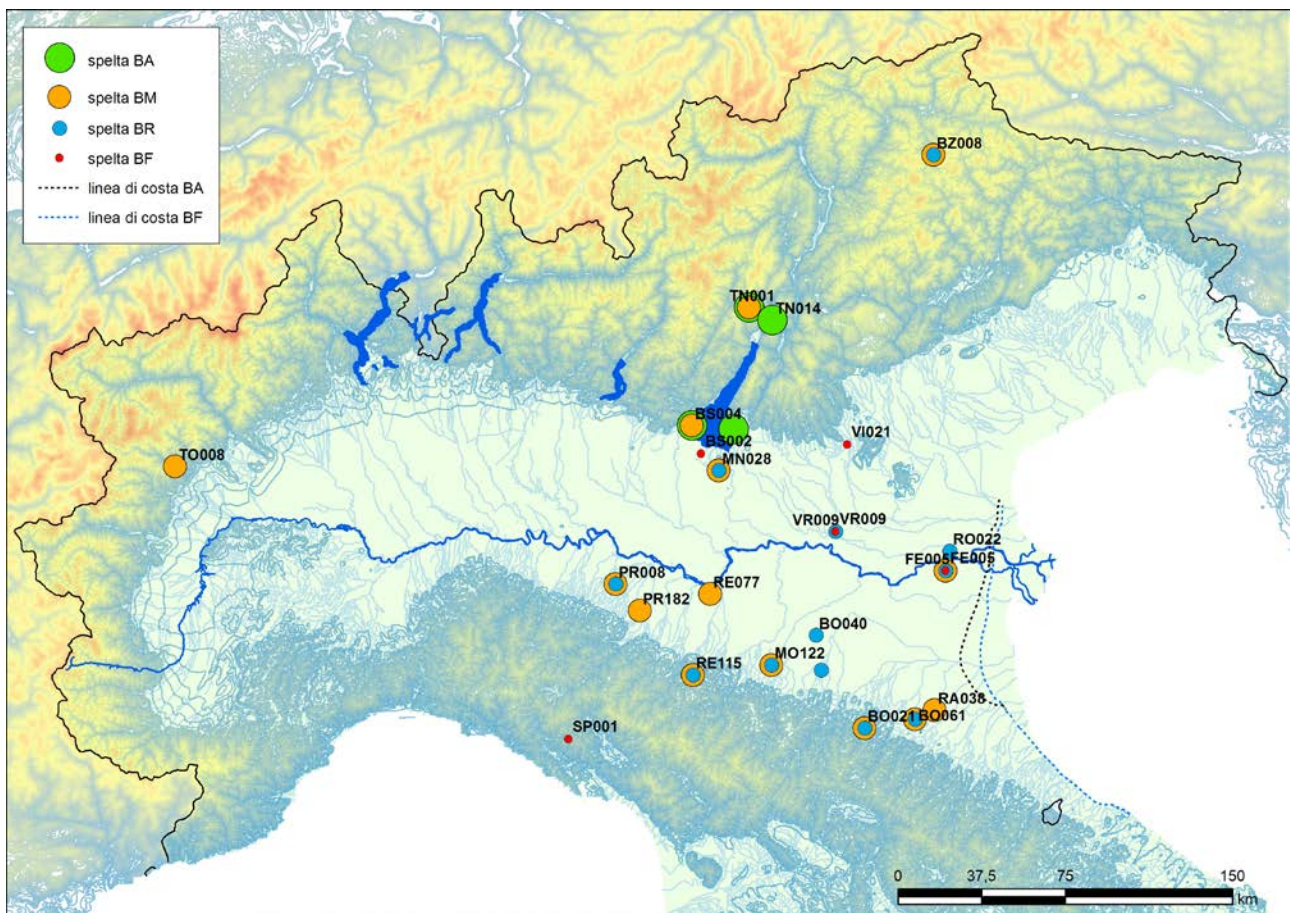 spelta BA
spelta BM
spelta BR
spelta BF
linea di costa BA
linea di costa BF
BZ008
TN001
TN014
BS004
BS002
VI021
MN028
TO008
VR009 VR009
RO022
FE005 FE005
PR008
RE077
PR182
BO040
MO122
RE115
RA038
BO021
BO061
SP001
0 37,5 75 150
km